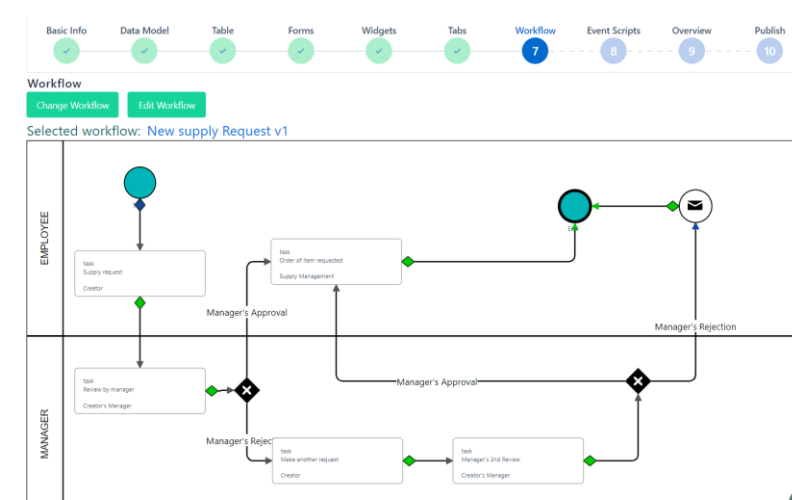 Basic Info Data Model Table Forms Widgets Tabs Workflow Event Scripts Overview Publish
7 8 9 10
Workflow
Change Workflow Edit Workflow
Selected workflow: New supply Request v1
EMPLOYEE
task
Supply request
Creator
task
Order of item requested
Supply Management
Manager's Approval
Manager's Rejection
MANAGER
task
Review by manager
Creator's Manager
Manager's Approval
Manager's Rejec
task
Make another request
Creator
task
Manager's 2nd Review
Creator's Manager